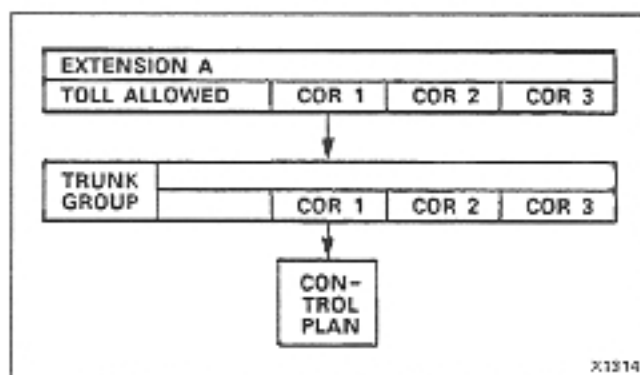 EXTENSION A
TOLL ALLOWED COR 1 COR 2 COR 3
TRUNK
GROUP
COR 1 COR 2 COR 3
CON-
TROL
PLAN
X1314